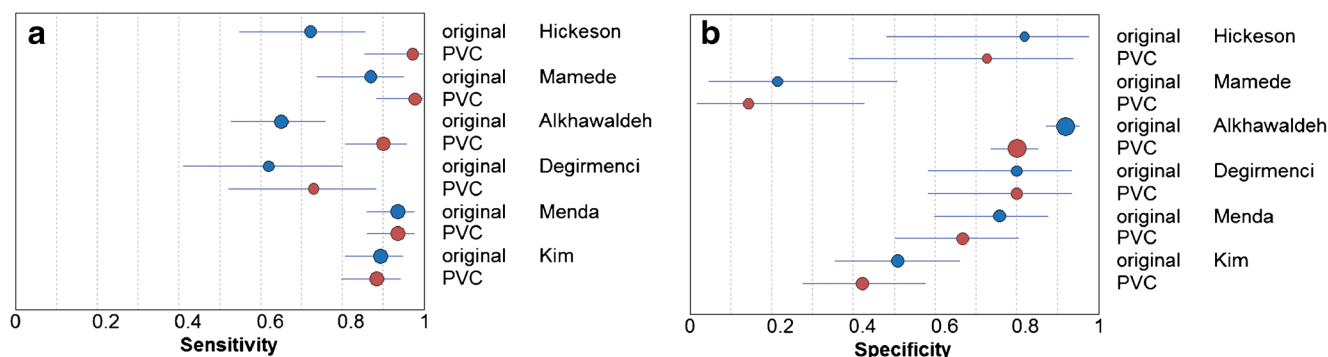 a
original Hickeson
PVC
original Mamede
PVC
original Alkhawaldeh
PVC
original Degirmenci
PVC
original Menda
PVC
original Kim
PVC
0 0.2 0.4 0.6 0.8 1
Sensitivity
b
original Hickeson
PVC
original Mamede
PVC
original Alkhawaldeh
PVC
original Degirmenci
PVC
original Menda
PVC
original Kim
PVC
0 0.2 0.4 0.6 0.8 1
Specificity